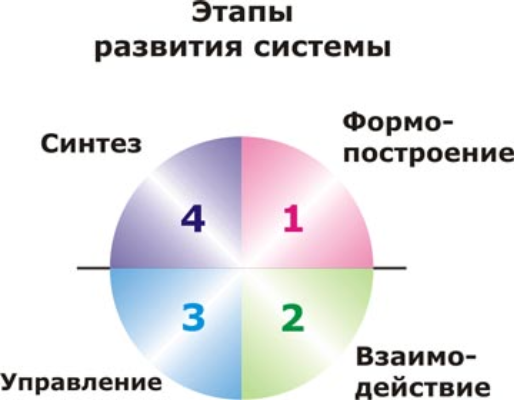 Этапы
развития системы
Синтез
Формо-
построение
4
1
3
2
Управление
Взаимо-
действие